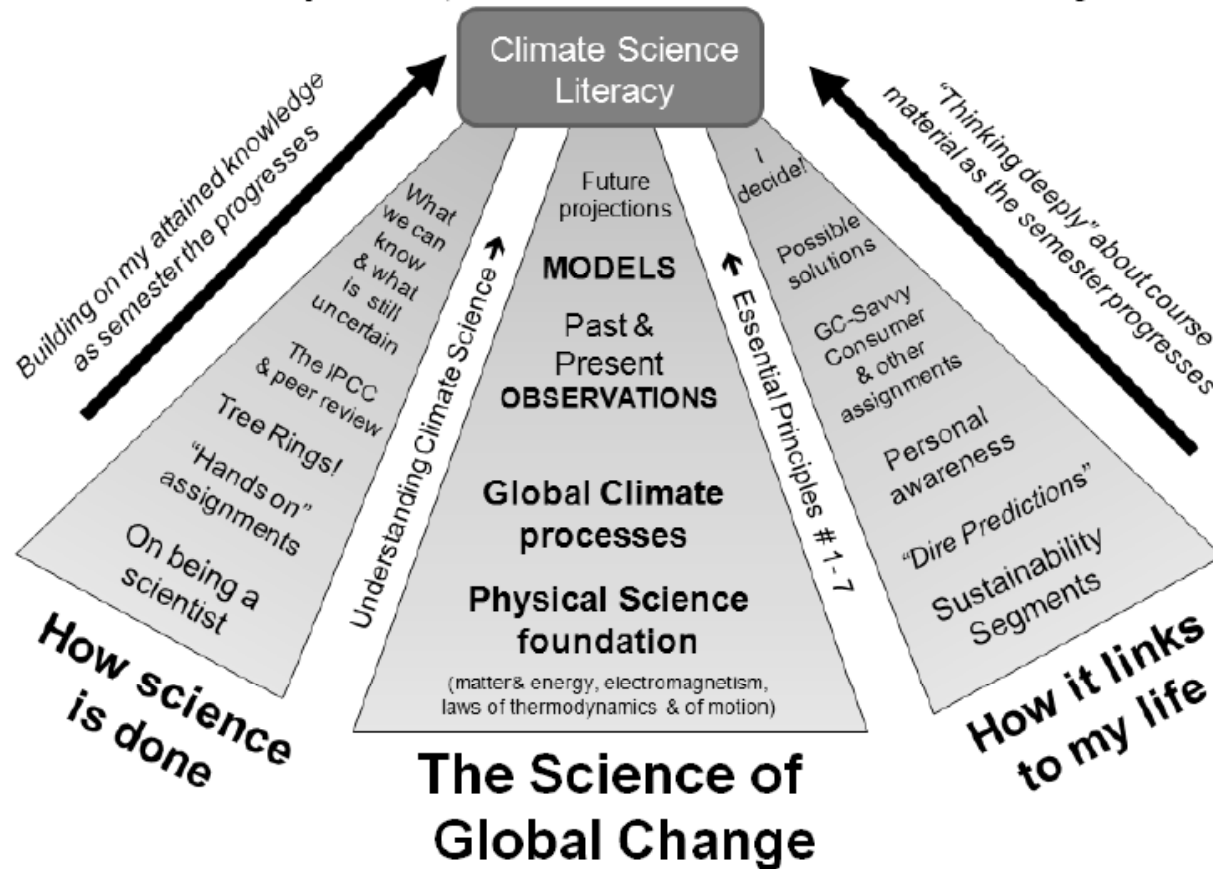 Climate Science
Literacy
Building on my attained knowledge
as semester the progresses
"Thinking deeply" about course
material as the semester progresses
What
we can
know
& what
is still
uncertain
The IPCC
& peer review
Tree Rings!
"Hands on"
assignments
On being a
scientist
How science
is done
Understanding Climate Science →
Future
projections
MODELS
Past &
Present
OBSERVATIONS
Global Climate
processes
Physical Science
foundation
(matter& energy, electromagnetism,
laws of thermodynamics & of motion)
The Science of
Global Change
← Essential Principles # 1 - 7
I
decide!
Possible
solutions
GC-Savvy
Consumer
& other
assignments
Personal
awareness
"Dire Predictions"
Sustainability
Segments
How it links
to my life